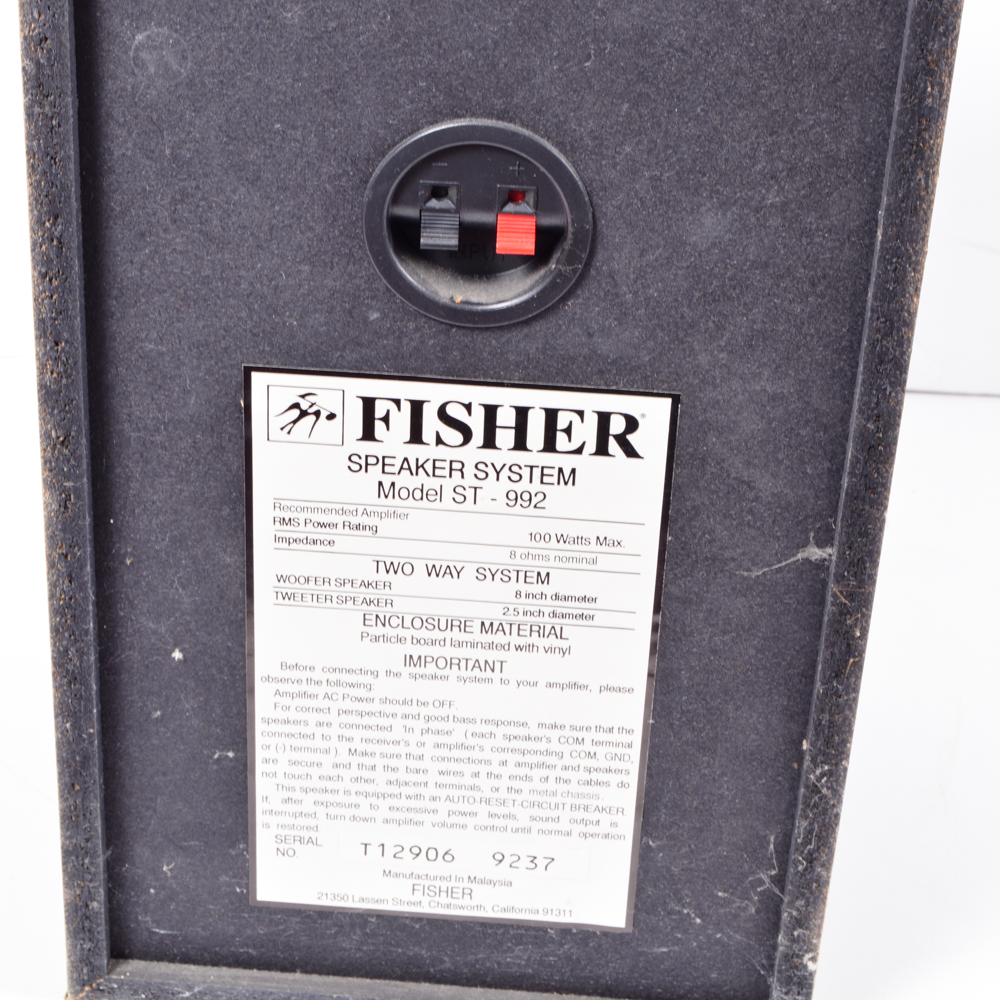 - +
INPUT
FISHER®
SPEAKER SYSTEM
Model ST - 992
Recommended Amplifier
RMS Power Rating 100 Watts Max.
Impedance 8 ohms nominal
TWO WAY SYSTEM
WOOFER SPEAKER 8 inch diameter
TWEETER SPEAKER 2.5 inch diameter
ENCLOSURE MATERIAL
Particle board laminated with vinyl
IMPORTANT
Before connecting the speaker system to your amplifier, please
observe the following:
Amplifier AC Power should be OFF.
For correct perspective and good bass response, make sure that the
speakers are connected 'In phase' ( each speaker's COM terminal
connected to the receiver's or amplifier's corresponding COM, GND,
or (-) terminal ). Make sure that connections at amplifier and speakers
are secure and that the bare wires at the ends of the cables do
not touch each other, adjacent terminals, or the metal chassis.
This speaker is equipped with an AUTO-RESET-CIRCUIT BREAKER.
If, after exposure to excessive power levels, sound output is
interrupted, turn down amplifier volume control until normal operation
is restored.
SERIAL
NO. T12906 9237
Manufactured In Malaysia
FISHER
21350 Lassen Street, Chatsworth, California 91311